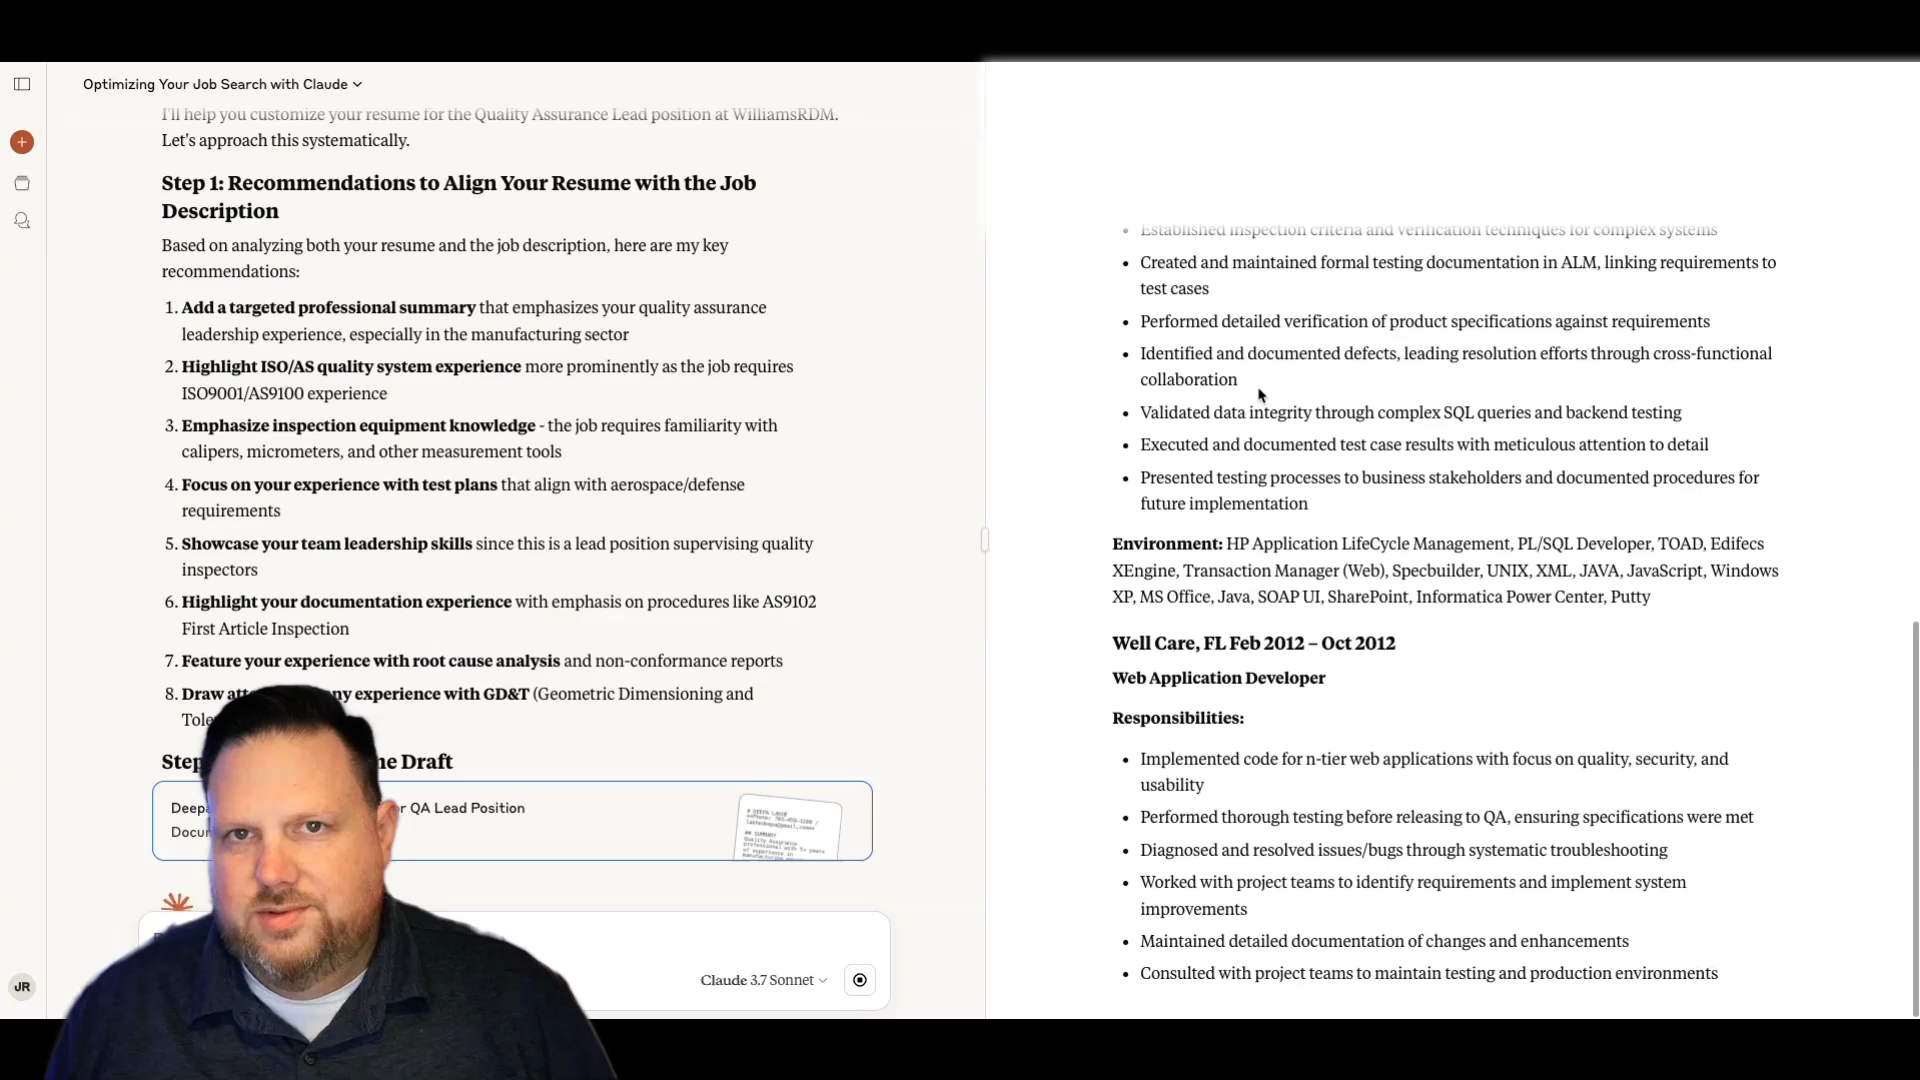 Optimizing Your Job Search with Claude
I'll help you customize your resume for the Quality Assurance Lead position at WilliamsRDM.
Let's approach this systematically.
Step 1: Recommendations to Align Your Resume with the Job
Description
Based on analyzing both your resume and the job description, here are my key
recommendations:
1. Add a targeted professional summary that emphasizes your quality assurance
leadership experience, especially in the manufacturing sector
2. Highlight ISO/AS quality system experience more prominently as the job requires
ISO9001/AS9100 experience
3. Emphasize inspection equipment knowledge - the job requires familiarity with
calipers, micrometers, and other measurement tools
4. Focus on your experience with test plans that align with aerospace/defense
requirements
5. Showcase your team leadership skills since this is a lead position supervising quality
inspectors
6. Highlight your documentation experience with emphasis on procedures like AS9102
First Article Inspection
7. Feature your experience with root cause analysis and non-conformance reports
8. Draw experience with GD&T (Geometric Dimensioning and
Step Draft
QA Lead Position
Claude 3.7 Sonnet
JR
• Established inspection criteria and verification techniques for complex systems
• Created and maintained formal testing documentation in ALM, linking requirements to
test cases
• Performed detailed verification of product specifications against requirements
• Identified and documented defects, leading resolution efforts through cross-functional
collaboration
• Validated data integrity through complex SQL queries and backend testing
• Executed and documented test case results with meticulous attention to detail
• Presented testing processes to business stakeholders and documented procedures for
future implementation
Environment: HP Application LifeCycle Management, PL/SQL Developer, TOAD, Edifecs
XEngine, Transaction Manager (Web), Specbuilder, UNIX, XML, JAVA, JavaScript, Windows
XP, MS Office, Java, SOAP UI, SharePoint, Informatica Power Center, Putty
Well Care, FL Feb 2012 – Oct 2012
Web Application Developer
Responsibilities:
• Implemented code for n-tier web applications with focus on quality, security, and
usability
• Performed thorough testing before releasing to QA, ensuring specifications were met
• Diagnosed and resolved issues/bugs through systematic troubleshooting
• Worked with project teams to identify requirements and implement system
improvements
• Maintained detailed documentation of changes and enhancements
• Consulted with project teams to maintain testing and production environments